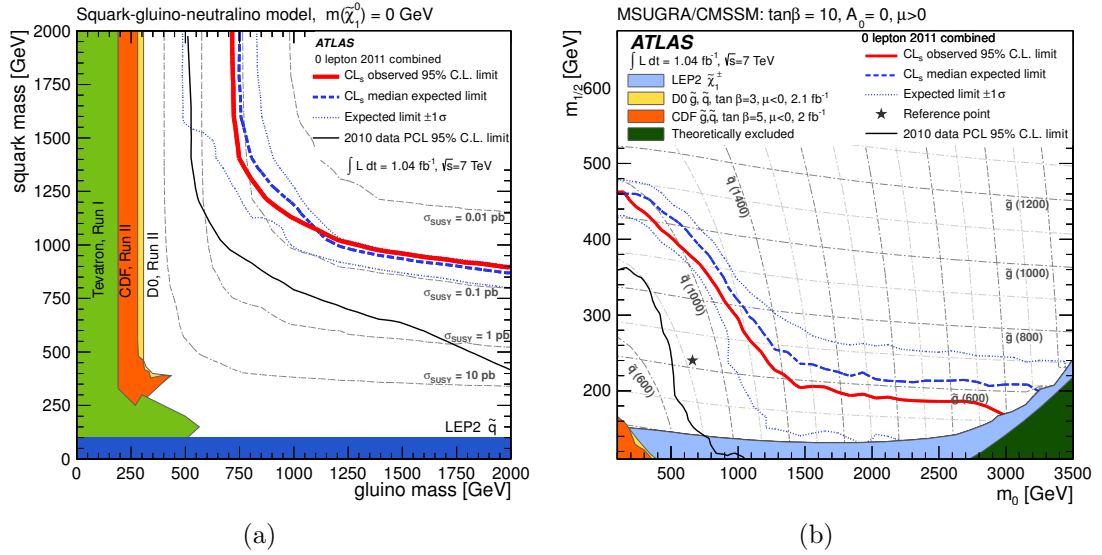 Squark-gluino-neutralino model, m(χ̃₁⁰) = 0 GeV
squark mass [GeV]
2000
1750
1500
1250
1000
750
500
250
0
ATLAS
0 lepton 2011 combined
CLs observed 95% C.L. limit
CLs median expected limit
Expected limit ±1σ
2010 data PCL 95% C.L. limit
∫ L dt = 1.04 fb⁻¹, √s=7 TeV
Tevatron, Run I
CDF, Run II
D0, Run II
σSUSY = 0.01 pb
σSUSY = 0.1 pb
σSUSY = 1 pb
σSUSY = 10 pb
LEP2 q̃
0 250 500 750 1000 1250 1500 1750 2000
gluino mass [GeV]
(a)
MSUGRA/CMSSM: tanβ = 10, A₀= 0, μ>0
m₁/₂ [GeV]
600
500
400
300
200
ATLAS
∫ L dt = 1.04 fb⁻¹, √s=7 TeV
LEP2 χ̃₁±
D0 g̃, q̃, tan β=3, μ<0, 2.1 fb⁻¹
CDF g̃,q̃, tan β=5, μ<0, 2 fb⁻¹
Theoretically excluded
0 lepton 2011 combined
CLs observed 95% C.L. limit
CLs median expected limit
Expected limit ±1σ
Reference point
2010 data PCL 95% C.L. limit
q̃ (1400)
q̃ (1000)
q̃ (600)
g̃ (1200)
g̃ (1000)
g̃ (800)
g̃ (600)
500 1000 1500 2000 2500 3000 3500
m₀ [GeV]
(b)